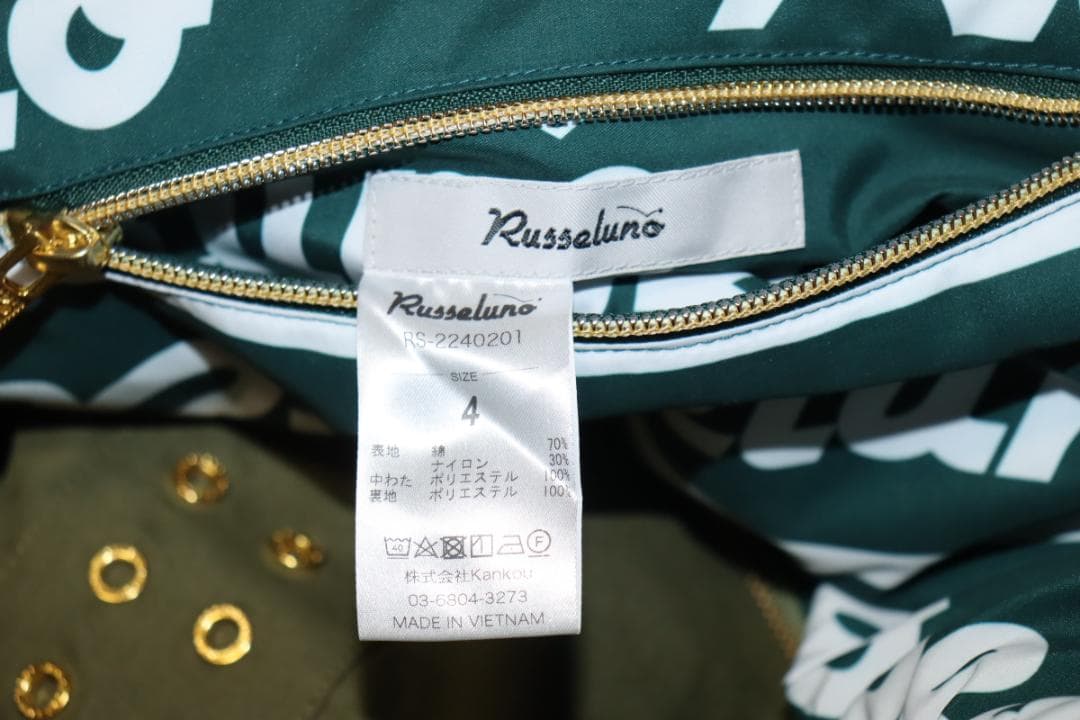 Russeluno
Russeluno
RS-2240201
SIZE
4
表地 綿 70%
ナイロン 30%
中わた ポリエステル 100%
裏地 ポリエステル 100%
40 F
株式会社Kankou
03-6804-3273
MADE IN VIETNAM